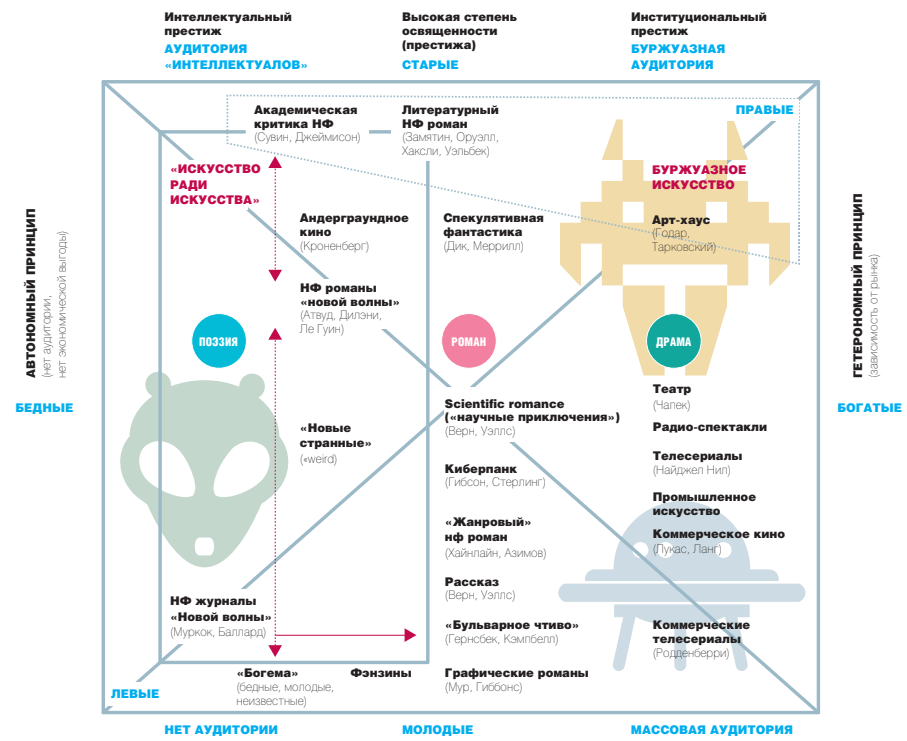 Интеллектуальный
престиж
АУДИТОРИЯ
«ИНТЕЛЛЕКТУАЛОВ»
Высокая степень
освященности
(престижа)
СТАРЫЕ
Институциональный
престиж
БУРЖУАЗНАЯ
АУДИТОРИЯ
ПРАВЫЕ
Академическая
критика НФ
(Сувин, Джеймисон)
Литературный
НФ роман
(Замятин, Оруэлл,
Хаксли, Уэльбек)
«ИСКУССТВО
РАДИ
ИСКУССТВА»
БУРЖУАЗНОЕ
ИСКУССТВО
Андерграундное
кино
(Кроненберг)
Спекулятивная
фантастика
(Дик, Меррилл)
Арт-хаус
(Годар,
Тарковский)
АВТОНОМНЫЙ ПРИНЦИП
(нет аудитории,
нет экономической выгоды)
БЕДНЫЕ
ГЕТЕРОНОМНЫЙ ПРИНЦИП
(зависимость от рынка)
БОГАТЫЕ
НФ романы
«новой волны»
(Атвуд, Дилэни,
Ле Гуин)
ПОЭЗИЯ
РОМАН
ДРАМА
Scientific romance
(«научные приключения»)
(Верн, Уэллс)
Театр
(Чапек)
Радио-спектакли
«Новые
странные»
(«weird)
Киберпанк
(Гибсон, Стерлинг)
Телесериалы
(Найджел Нил)
Промышленное
искусство
«Жанровый»
нф роман
(Хайнлайн, Азимов)
Коммерческое кино
(Лукас, Ланг)
Рассказ
(Верн, Уэллс)
НФ журналы
«Новой волны»
(Муркок, Баллард)
«Бульварное чтиво»
(Гернсбек, Кэмпбелл)
Коммерческие
телесериалы
(Родденберри)
«Богема»
(бедные, молодые,
неизвестные)
Фэнзины
Графические романы
(Мур, Гиббонс)
ЛЕВЫЕ
НЕТ АУДИТОРИИ
МОЛОДЫЕ
МАССОВАЯ АУДИТОРИЯ